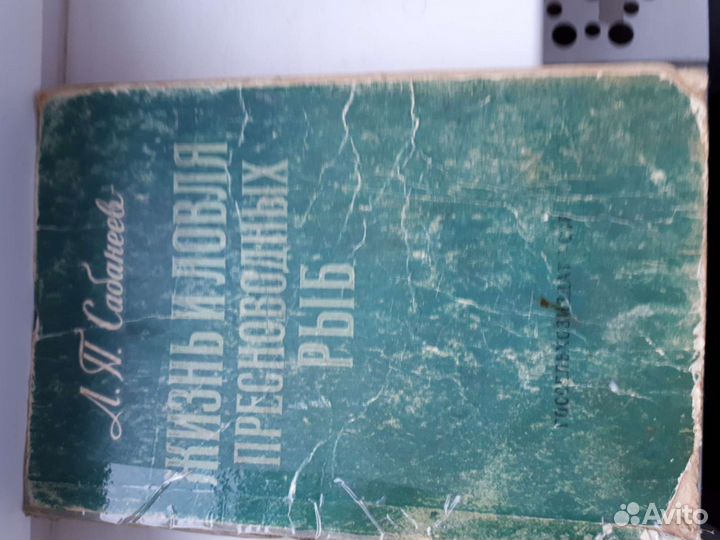 Л. П. Сабанеев
ЖИЗНЬ И ЛОВЛЯ
ПРЕСНОВОДНЫХ
РЫБ
Avito